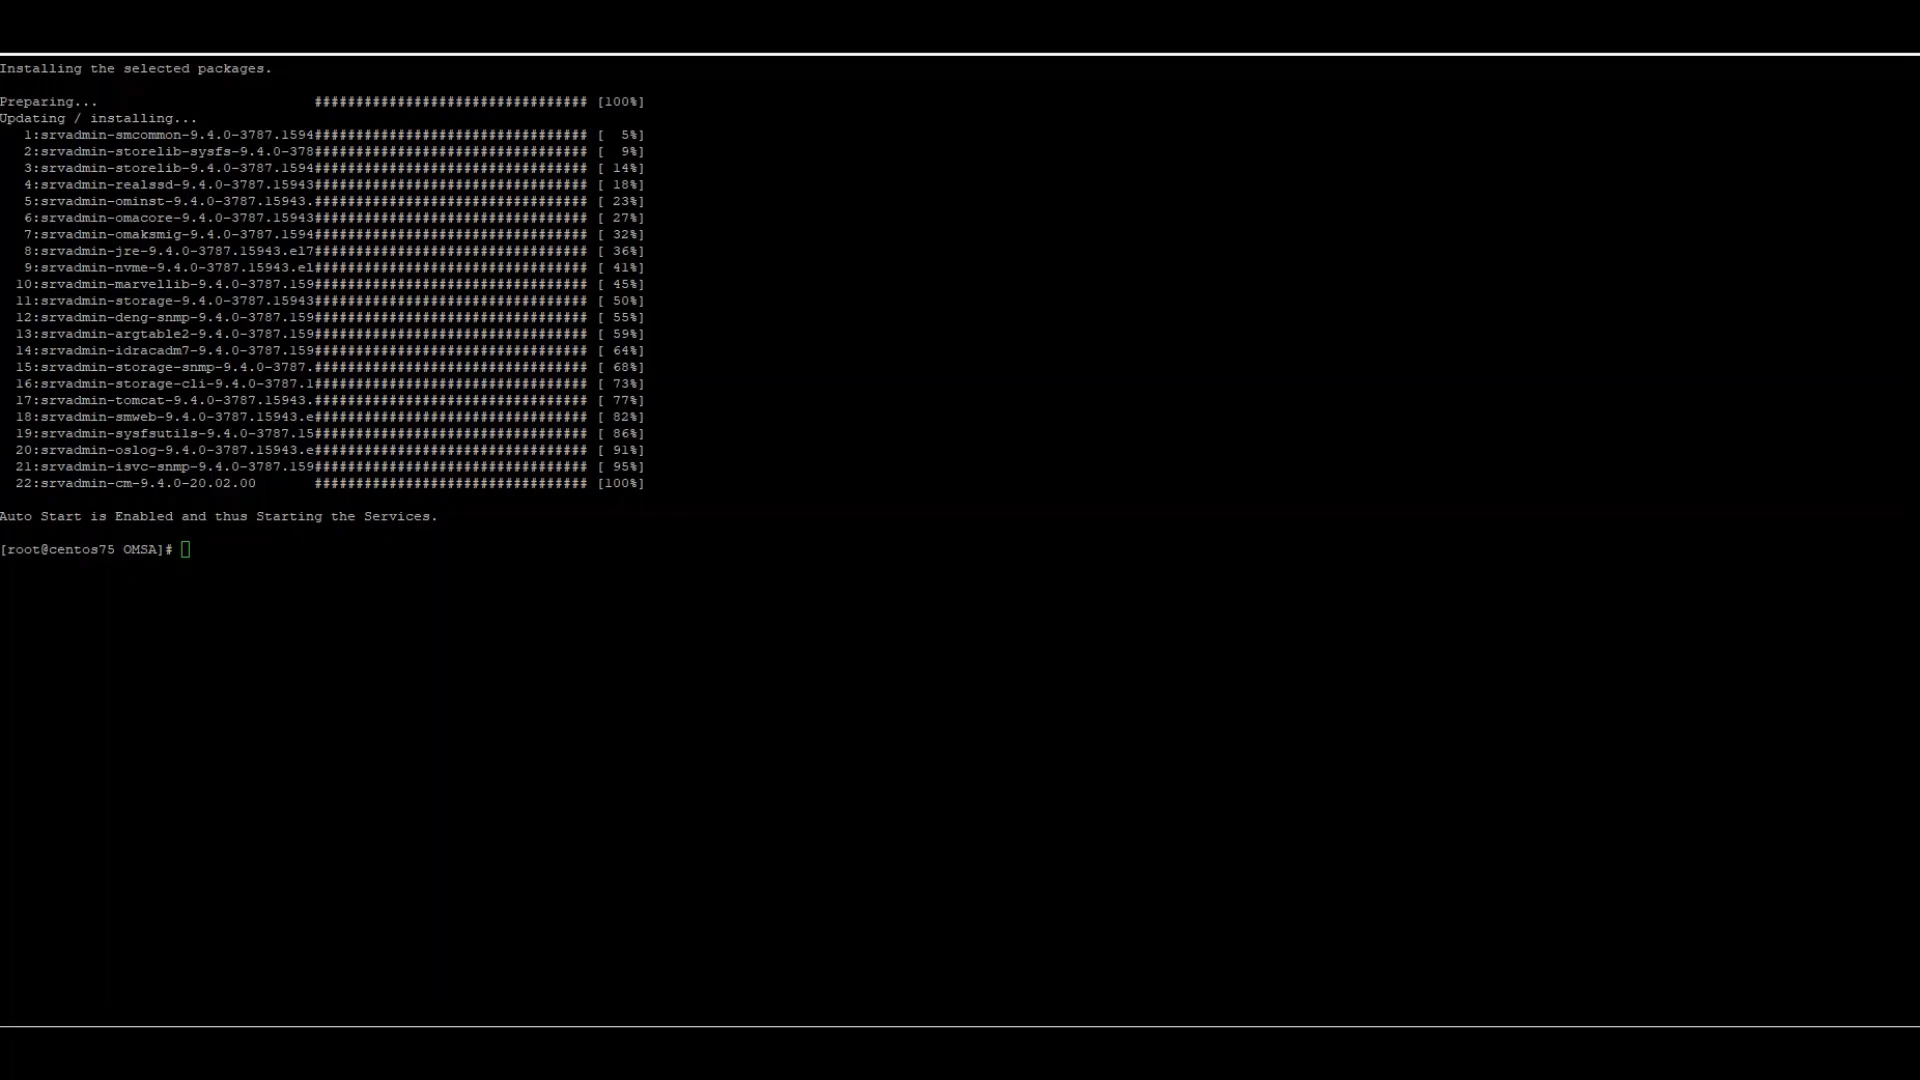 Installing the selected packages.
Preparing... ################################# [100%]
Updating / installing...
1:srvadmin-smcommon-9.4.0-3787.1594################################# [ 5%]
2:srvadmin-storelib-sysfs-9.4.0-378################################# [ 9%]
3:srvadmin-storelib-9.4.0-3787.1594################################# [ 14%]
4:srvadmin-realssd-9.4.0-3787.15943################################# [ 18%]
5:srvadmin-ominst-9.4.0-3787.15943.################################# [ 23%]
6:srvadmin-omacore-9.4.0-3787.15943################################# [ 27%]
7:srvadmin-omaksmig-9.4.0-3787.1594################################# [ 32%]
8:srvadmin-jre-9.4.0-3787.15943.el7################################# [ 36%]
9:srvadmin-nvme-9.4.0-3787.15943.el################################# [ 41%]
10:srvadmin-marvellib-9.4.0-3787.159################################# [ 45%]
11:srvadmin-storage-9.4.0-3787.15943################################# [ 50%]
12:srvadmin-deng-snmp-9.4.0-3787.159################################# [ 55%]
13:srvadmin-argtable2-9.4.0-3787.159################################# [ 59%]
14:srvadmin-idracadm7-9.4.0-3787.159################################# [ 64%]
15:srvadmin-storage-snmp-9.4.0-3787.################################# [ 68%]
16:srvadmin-storage-cli-9.4.0-3787.1################################# [ 73%]
17:srvadmin-tomcat-9.4.0-3787.15943.################################# [ 77%]
18:srvadmin-smweb-9.4.0-3787.15943.e################################# [ 82%]
19:srvadmin-sysfsutils-9.4.0-3787.15################################# [ 86%]
20:srvadmin-oslog-9.4.0-3787.15943.e################################# [ 91%]
21:srvadmin-isvc-snmp-9.4.0-3787.159################################# [ 95%]
22:srvadmin-cm-9.4.0-20.02.00 ################################# [100%]
Auto Start is Enabled and thus Starting the Services.
[root@centos75 OMSA]#